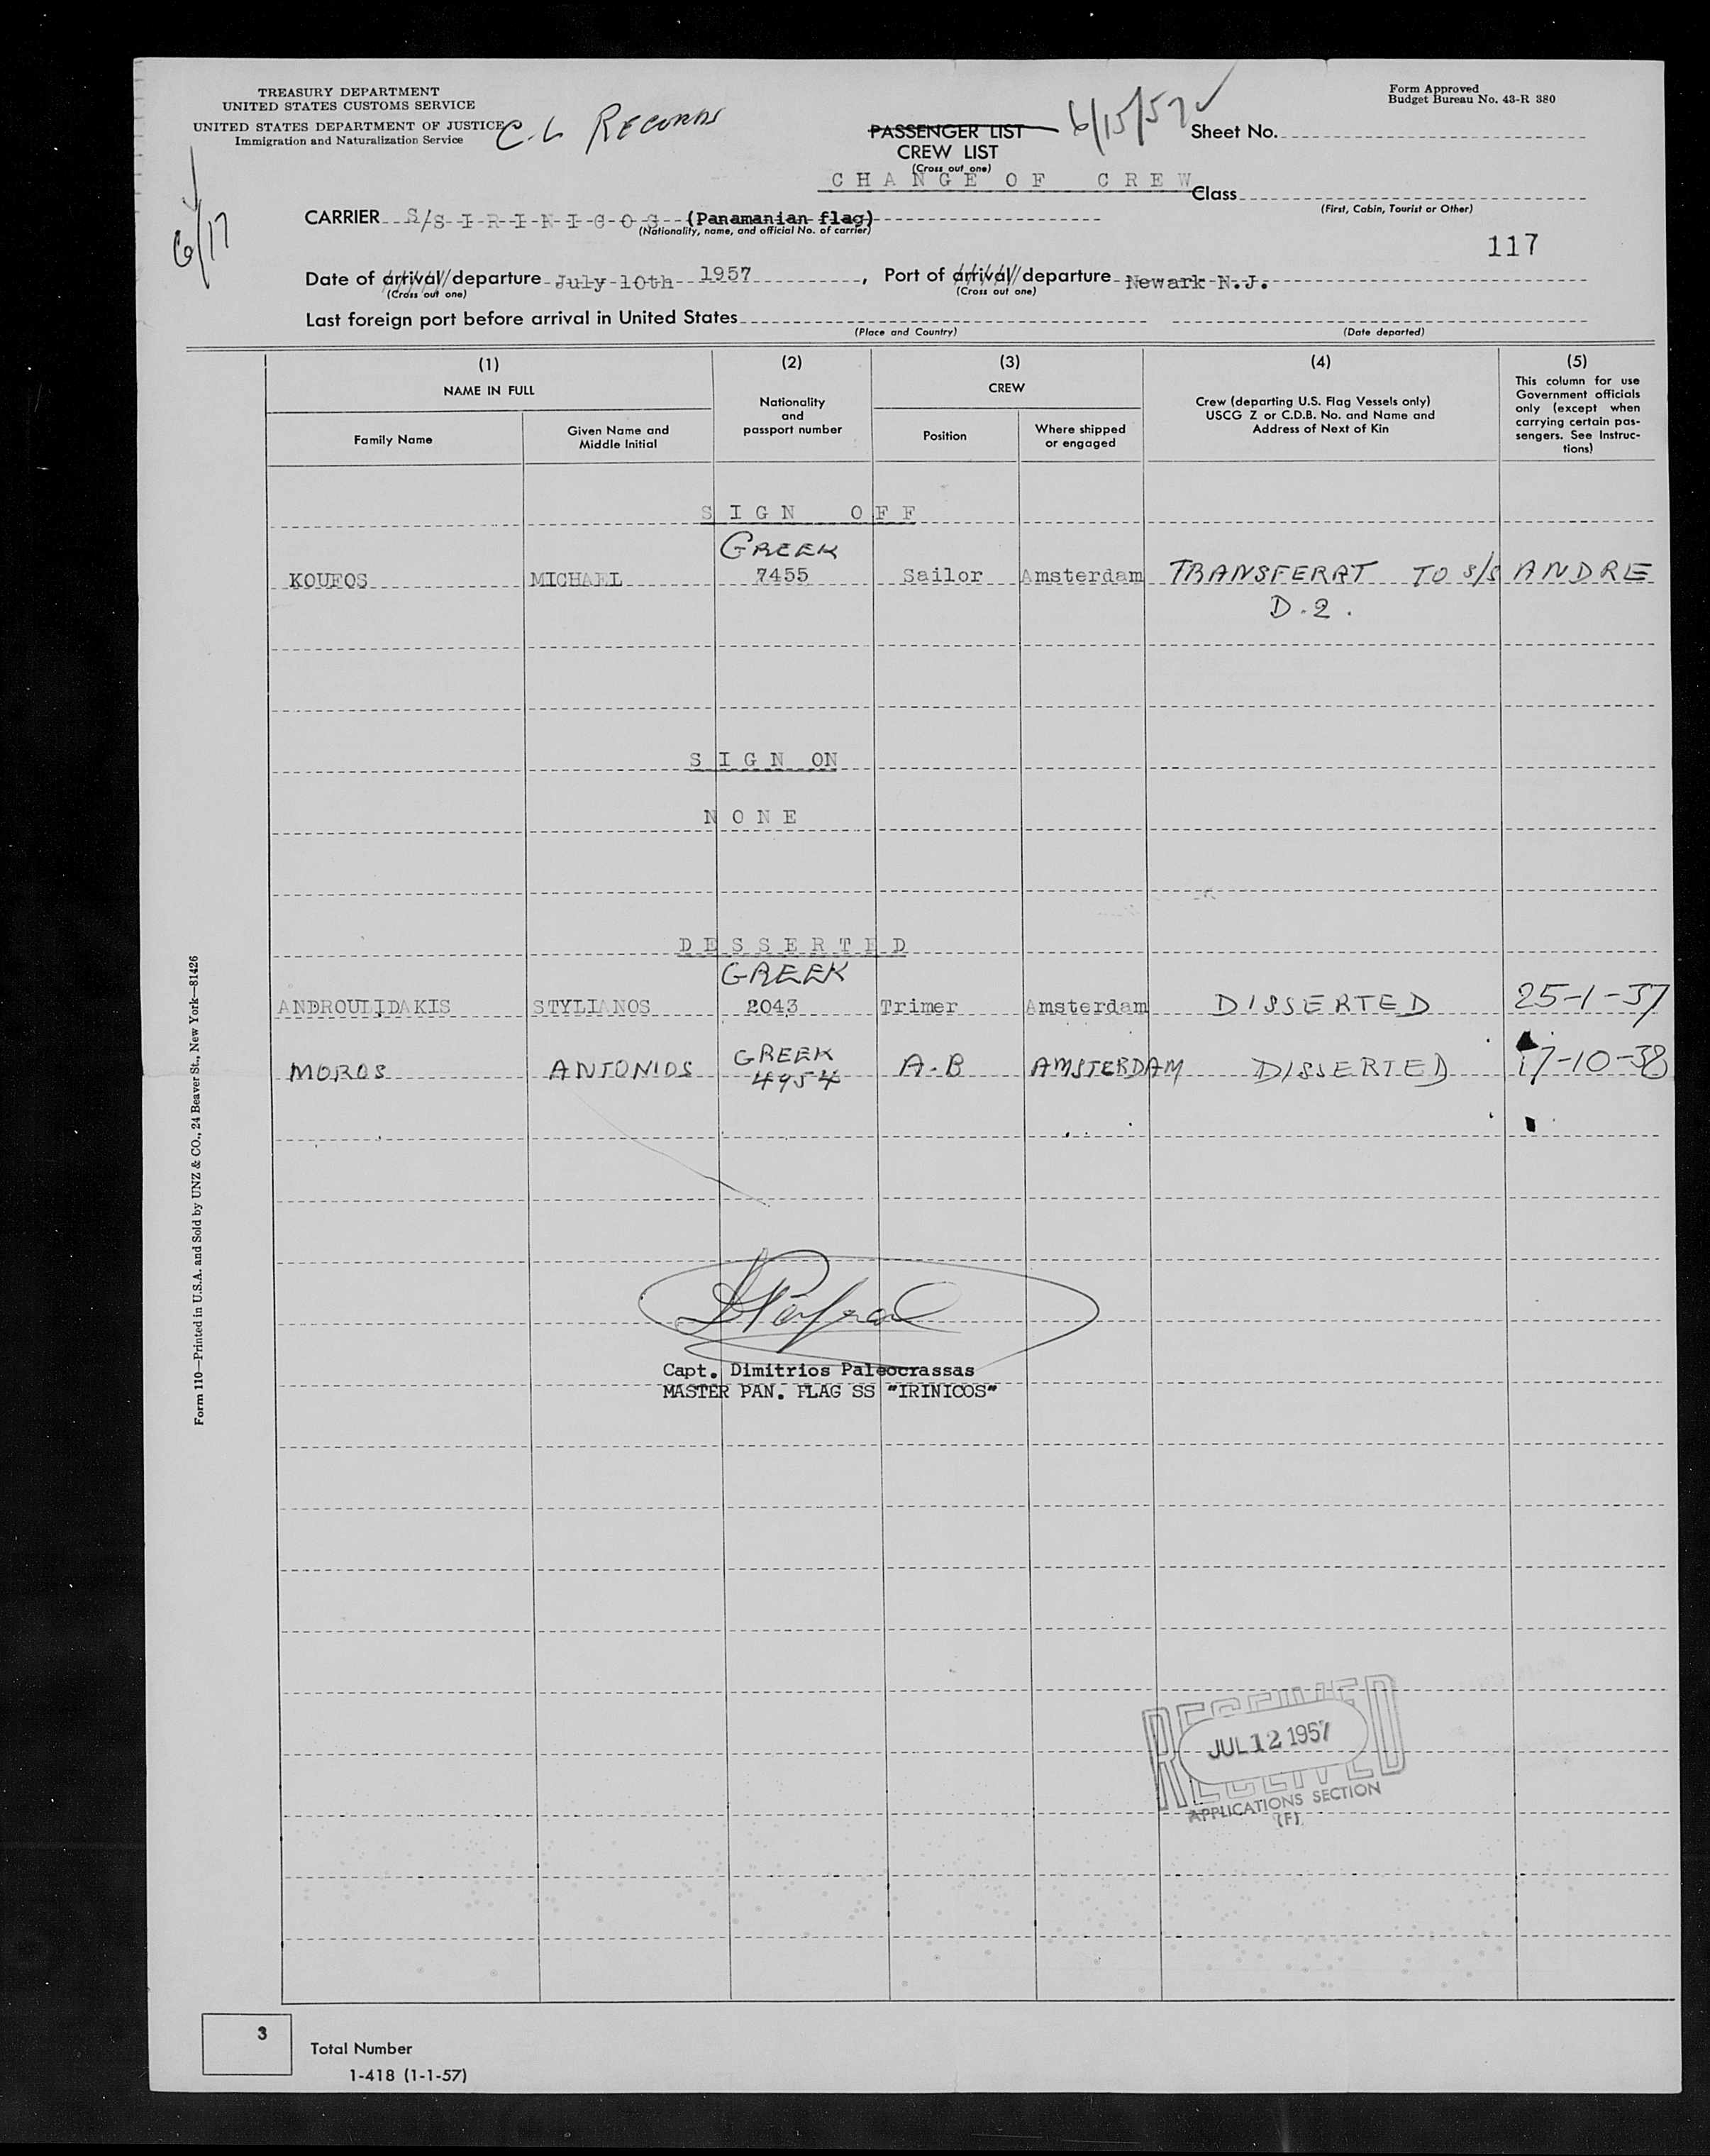 TREASURY DEPARTMENT
UNITED STATES CUSTOMS SERVICE
UNITED STATES DEPARTMENT OF JUSTICE
Immigration and Naturalization Service
C.L RECORDS
6/17
PASSENGER LIST
CREW LIST
(Cross out one)
CHANGE OF CREW
6/15/57
Form Approved
Budget Bureau No. 43-R 380
Sheet No.
Class
(First, Cabin, Tourist or Other)
CARRIER S/S I R I N I C O S (Panamanian flag)
(Nationality, name, and official No. of carrier)
117
Date of arrival/departure July 10th 1957, Port of arrival/departure Newark N.J.
(Cross out one) (Cross out one)
Last foreign port before arrival in United States
(Place and Country) (Date departed)
(1) (2) (3) (4) (5)
NAME IN FULL
Family Name
Given Name and
Middle Initial
Nationality
and
passport number
CREW
Position
Where shipped
or engaged
Crew (departing U.S. Flag Vessels only)
USCG Z or C.D.B. No. and Name and
Address of Next of Kin
This column for use
Government officials
only (except when
carrying certain pas-
sengers. See Instruc-
tions)
SIGN OFF
GREEK
KOUFOS MICHAEL 7455 Sailor Amsterdam TRANSFERRT TO S/S ANDRE
D.2.
SIGN ON
NONE
DESSERTED
GREEK
ANDROULIDAKIS STYLIANOS 2043 Trimer Amsterdam DISSERTED 25-1-37
MOROS ANTONIOS GREEK A-B AMSTERDAM DISSERTED 17-10-38
4954
Capt. Dimitrios Paleocrassas
MASTER PAN. FLAG SS "IRINICOS"
RECEIVED
JUL 12 1957
RECEIVED
APPLICATIONS SECTION
(F)
Form 110—Printed in U.S.A. and Sold by UNZ & CO., 24 Beaver St., New York—81426
3
Total Number
1-418 (1-1-57)